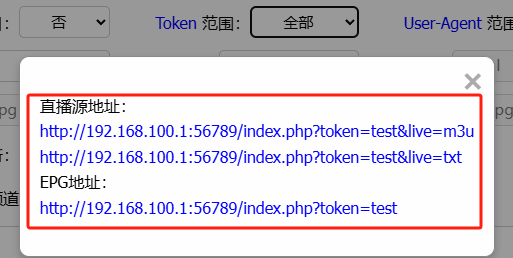 : 否 Token 范围: 全部 User-Agent 范围
直播源地址：
http://192.168.100.1:56789/index.php?token=test&live=m3u
http://192.168.100.1:56789/index.php?token=test&live=txt
EPG地址：
http://192.168.100.1:56789/index.php?token=test